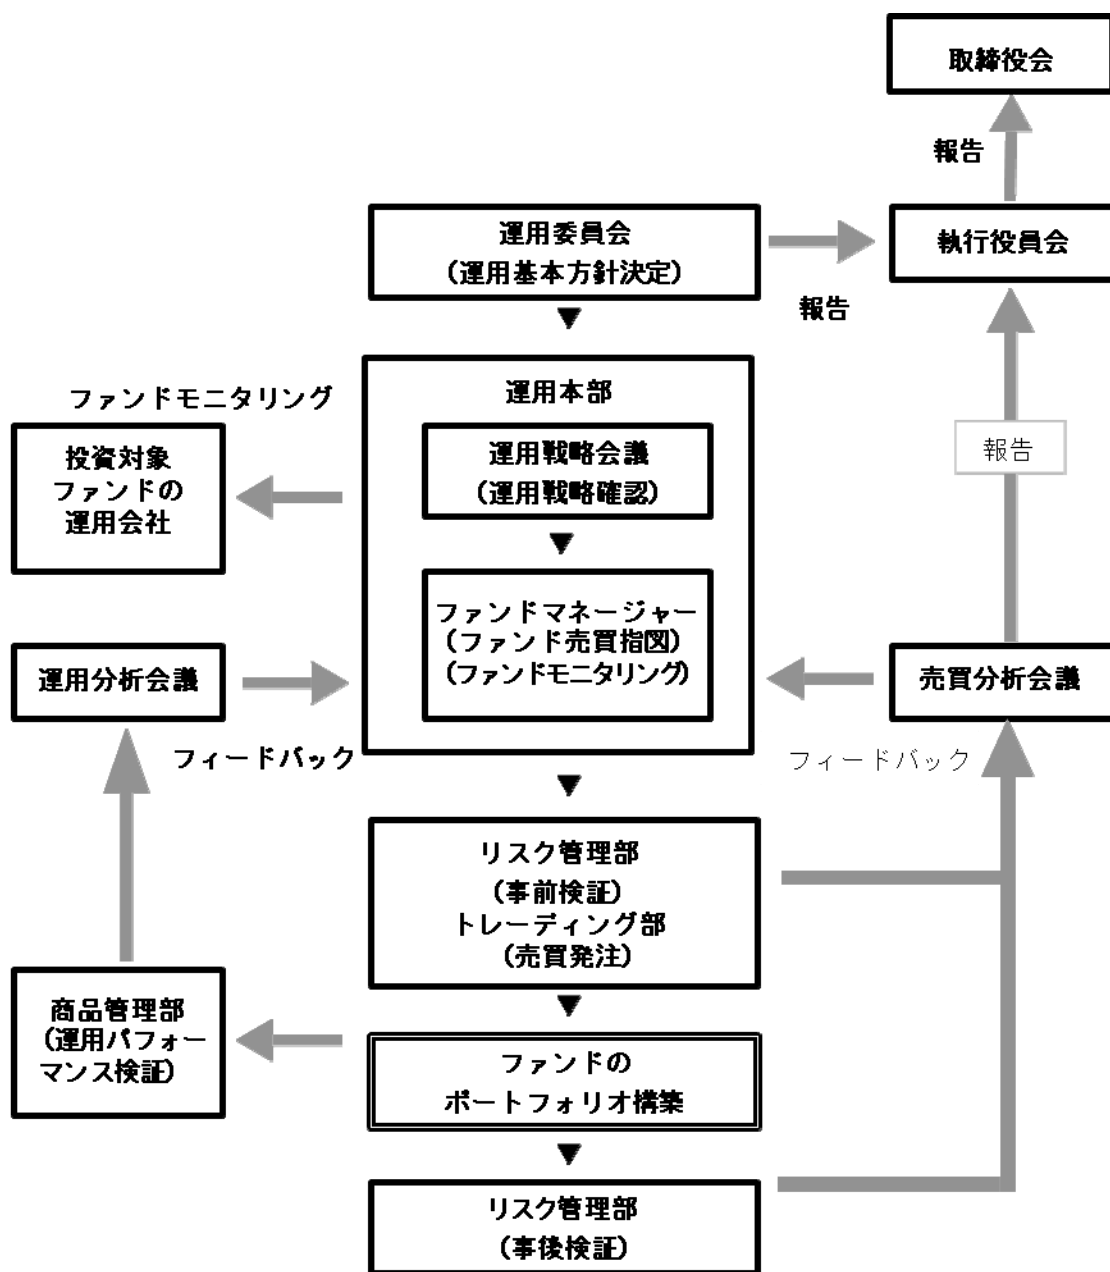 取締役会
報告
運用委員会
（運用基本方針決定）
執行役員会
報告
運用本部
ファンドモニタリング
投資対象
ファンドの
運用会社
運用戦略会議
（運用戦略確認）
報告
ファンドマネージャー
（ファンド売買指図）
（ファンドモニタリング）
運用分析会議
売買分析会議
フィードバック
フィードバック
リスク管理部
（事前検証）
トレーディング部
（売買発注）
商品管理部
（運用パフォー
マンス検証）
ファンドの
ポートフォリオ構築
リスク管理部
（事後検証）